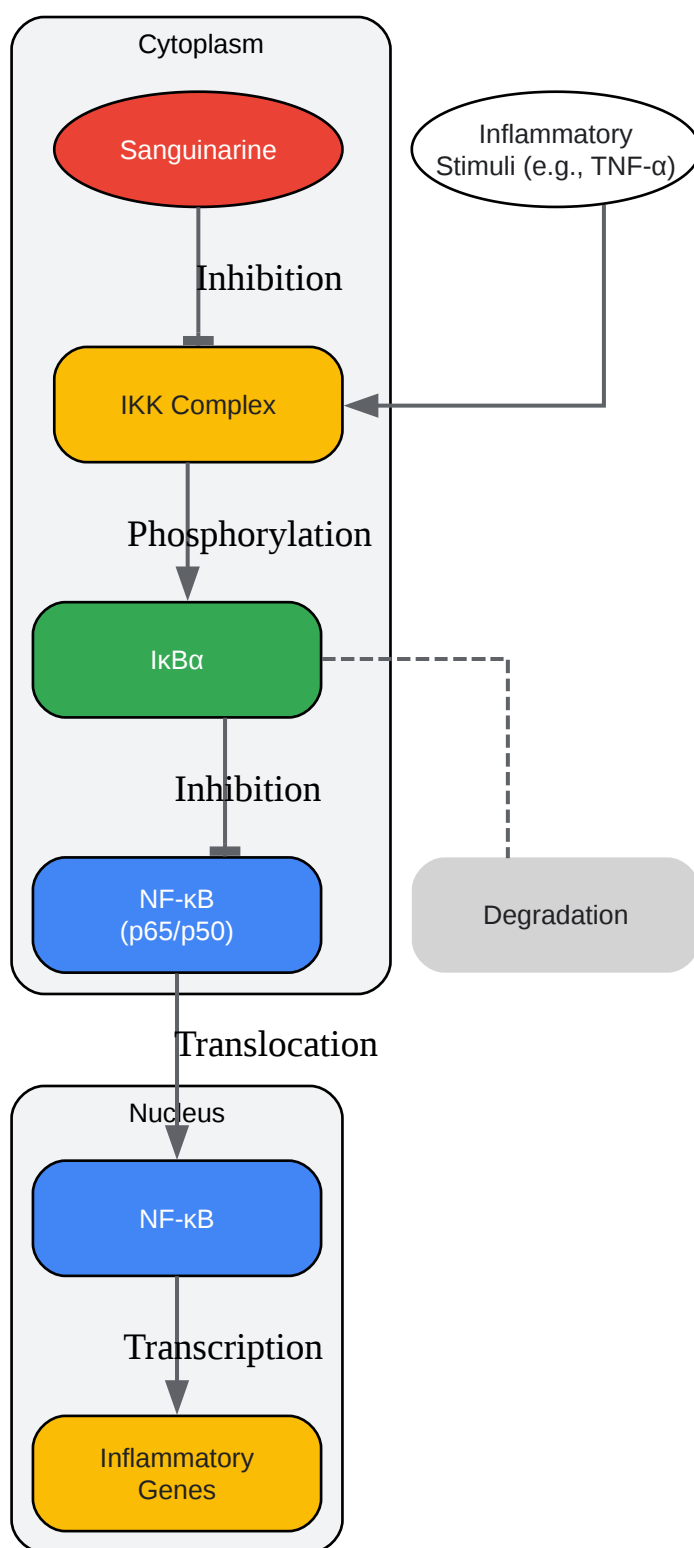 Cytoplasm
Sanguinarine
Inflammatory
Stimuli (e.g., TNF-α)
Inhibition
IKK Complex
Phosphorylation
IκBα
Inhibition
NF-κB
(p65/p50)
Degradation
Translocation
Nucleus
NF-κB
Transcription
Inflammatory
Genes